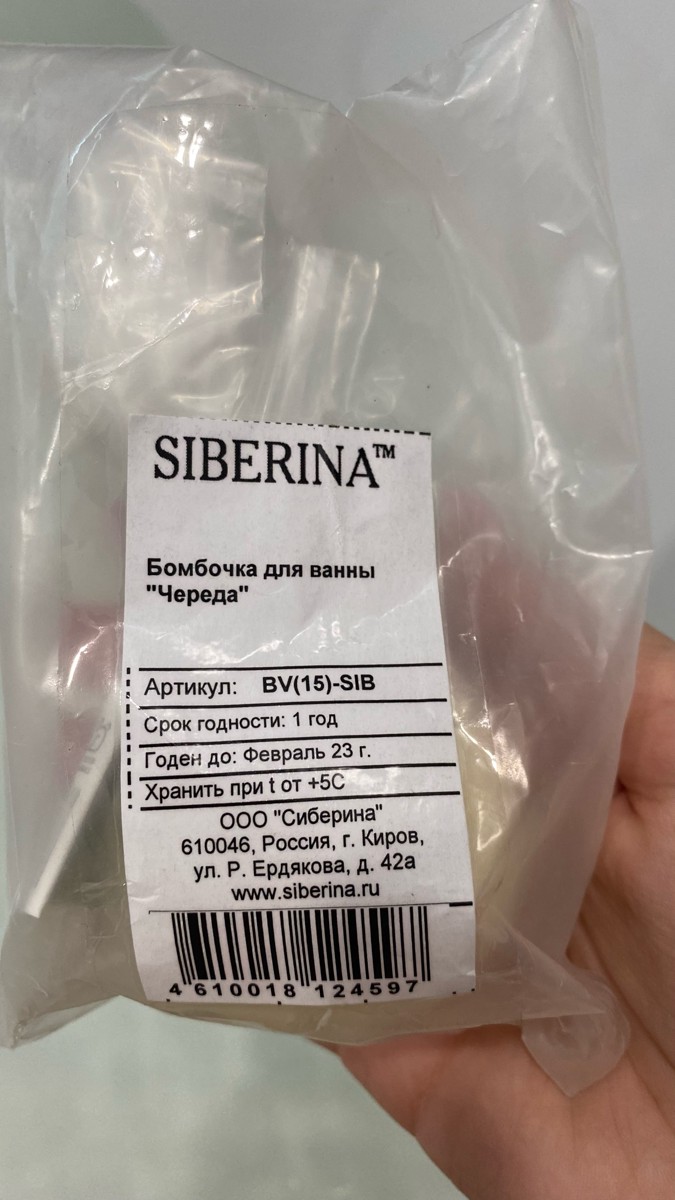 SIBERINA™
Бомбочка для ванны
"Череда"
Артикул: BV(15)-SIB
Срок годности: 1 год
Годен до: Февраль 23 г.
Хранить при t от +5C
ООО "Сиберина"
610046, Россия, г. Киров,
ул. Р. Ердякова, д. 42а
www.siberina.ru
4 610018 124597